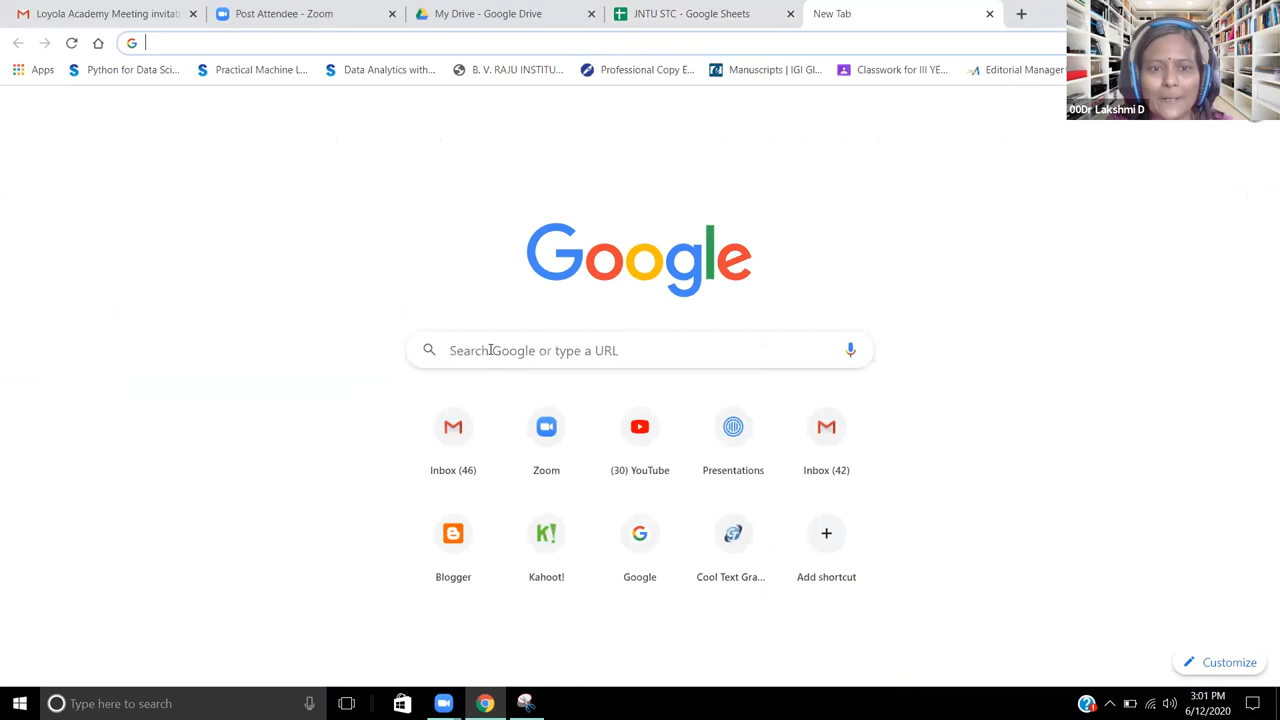 Loyola Academy Meeting invitat
Post Attendee - Zoom
My Drive - Google Drive
JNTU STC - Google Sheets
New Tab
Apps
Python for Data Sci...
Practical Machine L...
Data Analytics with...
B. V. RAJU INSTITU...
Professional Copy E...
Manuscripts | IGI Gl...
Classwork for III YE...
Editorial Manager
00Dr Lakshmi D
Google
Search Google or type a URL
Inbox (46)
Zoom
(30) YouTube
Presentations
Inbox (42)
K!
Blogger
Kahoot!
Google
Cool Text Gra...
Add shortcut
Customize
Type here to search
3:01 PM
6/12/2020